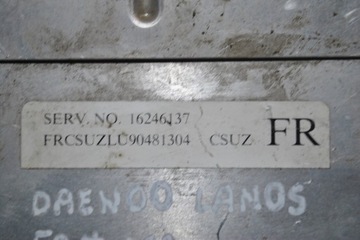 SERV. NO. 16246137
FRCSUZLU90481304 CSUZ FR
DAEWOO LANOS